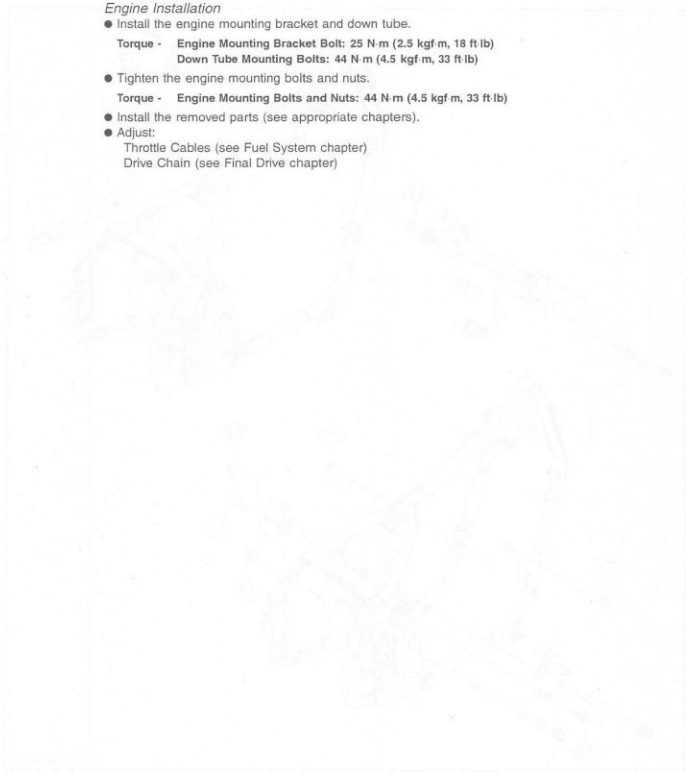 Engine Installation
● Install the engine mounting bracket and down tube.
Torque - Engine Mounting Bracket Bolt: 25 N·m (2.5 kgf·m, 18 ft·lb)
Down Tube Mounting Bolts: 44 N·m (4.5 kgf·m, 33 ft·lb)
● Tighten the engine mounting bolts and nuts.
Torque - Engine Mounting Bolts and Nuts: 44 N·m (4.5 kgf·m, 33 ft·lb)
● Install the removed parts (see appropriate chapters).
● Adjust:
Throttle Cables (see Fuel System chapter)
Drive Chain (see Final Drive chapter)